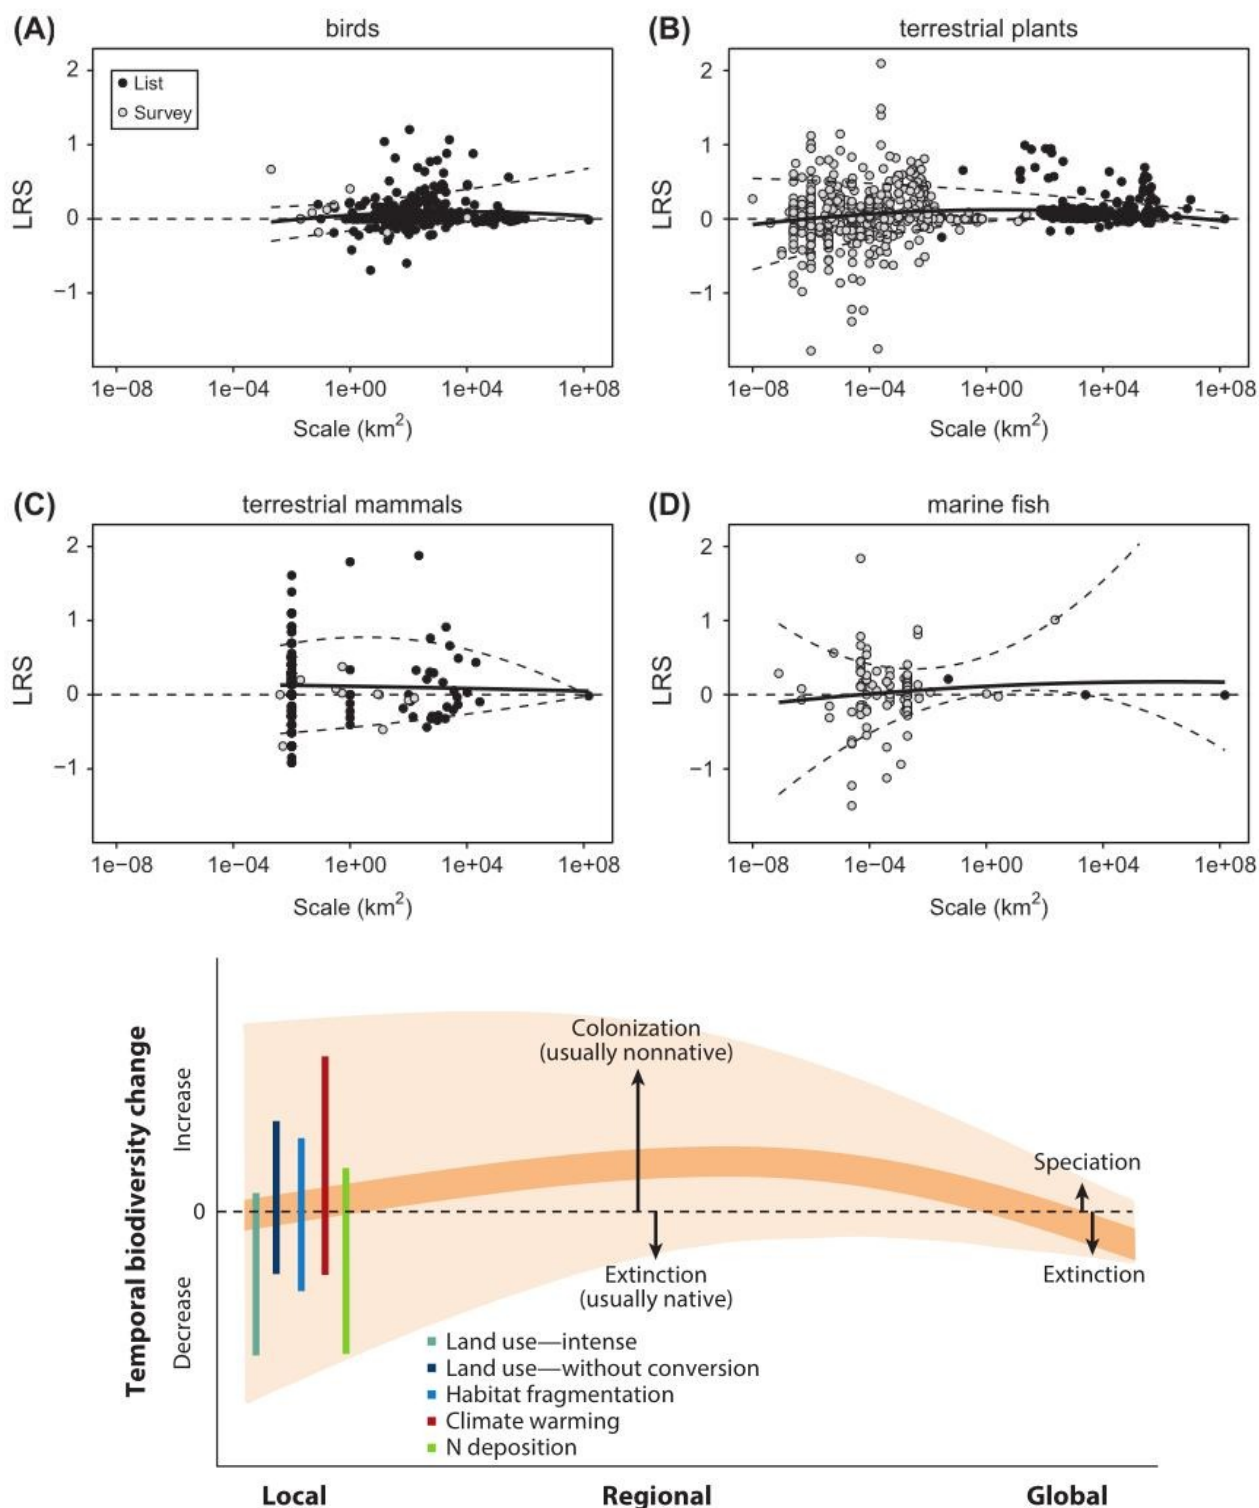 (A) birds
2
1
0
−1
LRS
List
Survey
1e−08 1e−04 1e+00 1e+04 1e+08
Scale (km²)
(B) terrestrial plants
2
1
0
−1
LRS
1e−08 1e−04 1e+00 1e+04 1e+08
Scale (km²)
(C) terrestrial mammals
2
1
0
−1
LRS
1e−08 1e−04 1e+00 1e+04 1e+08
Scale (km²)
(D) marine fish
2
1
0
−1
LRS
1e−08 1e−04 1e+00 1e+04 1e+08
Scale (km²)
Temporal biodiversity change
Increase
0
Decrease
Colonization
(usually nonnative)
Extinction
(usually native)
Speciation
Extinction
Land use—intense
Land use—without conversion
Habitat fragmentation
Climate warming
N deposition
Local Regional Global